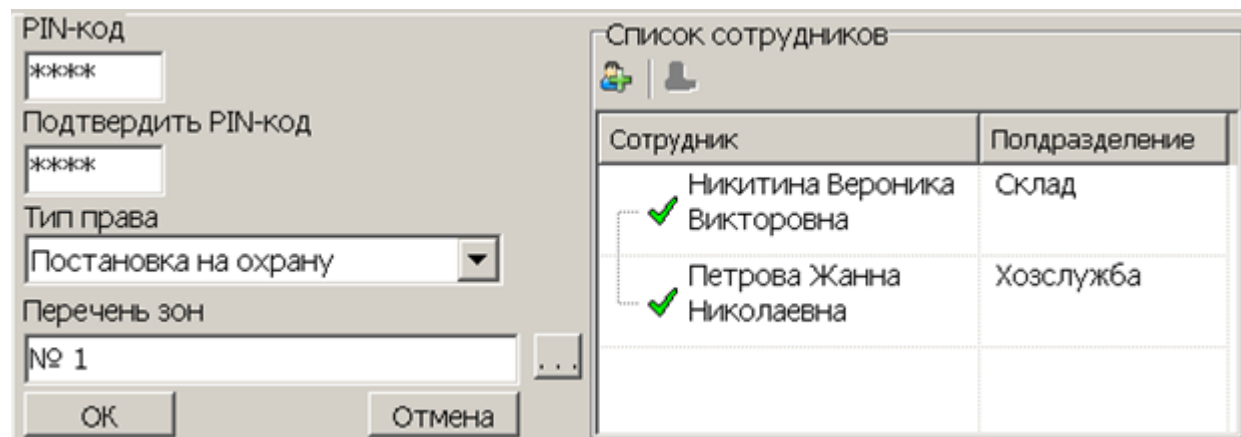 PIN-код
****
Подтвердить PIN-код
****
Тип права
Постановка на охрану
Перечень зон
№ 1
...
ОК
Отмена
Список сотрудников
Сотрудник
Полдразделение
Никитина Вероника
Викторовна
Склад
Петрова Жанна
Николаевна
Хозслужба